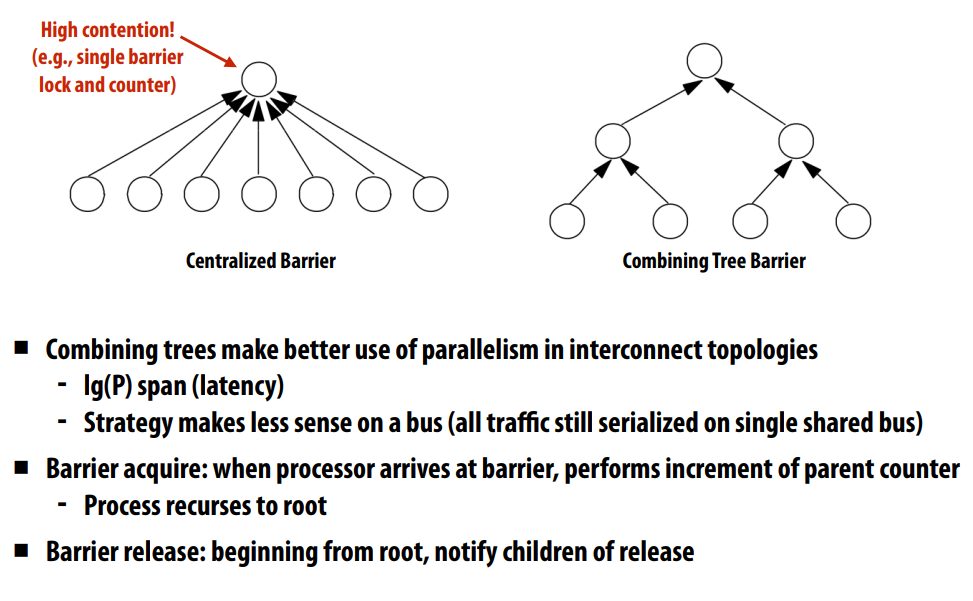 High contention!
(e.g., single barrier
lock and counter)
Centralized Barrier
Combining Tree Barrier
■ Combining trees make better use of parallelism in interconnect topologies
- lg(P) span (latency)
- Strategy makes less sense on a bus (all traffic still serialized on single shared bus)
■ Barrier acquire: when processor arrives at barrier, performs increment of parent counter
- Process recurses to root
■ Barrier release: beginning from root, notify children of release